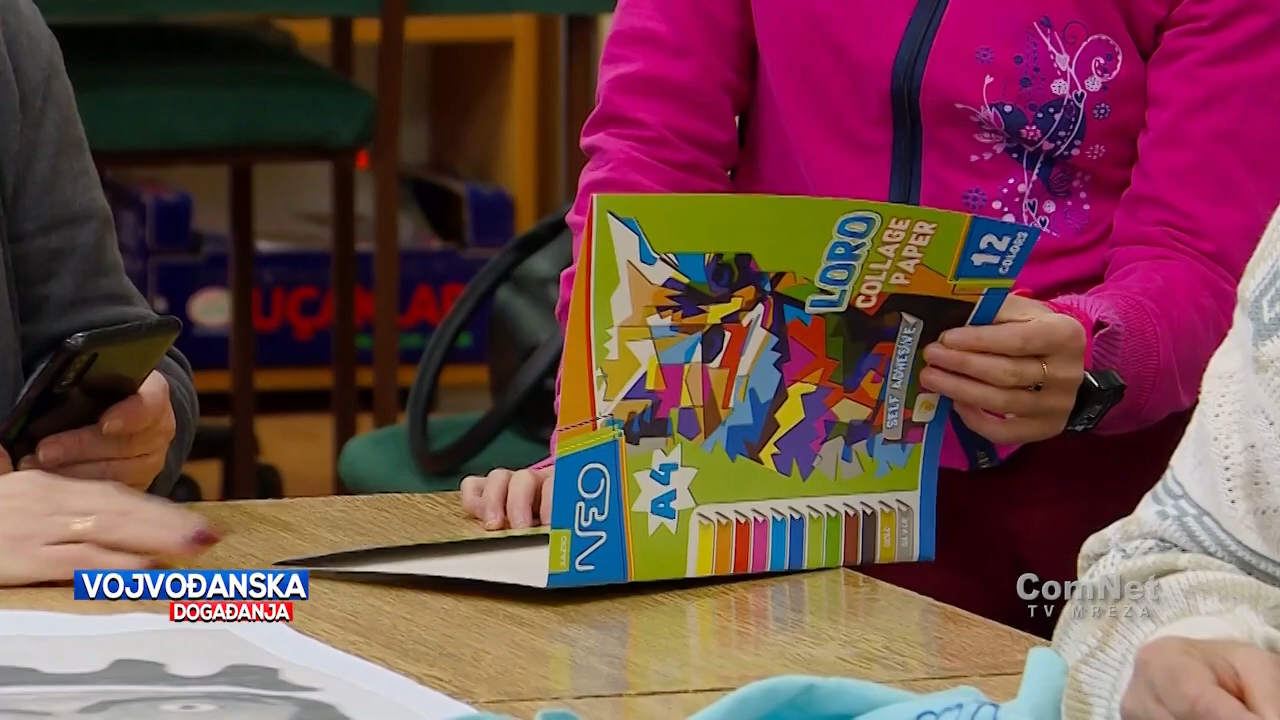 LORO
COLLAGE
PAPER
12
COLORS
SELF ADHESIVE
A4
NEO
GOLD
SILVER
VOJVOĐANSKA
DOGAĐANJA
ComNet
TV MREŽA